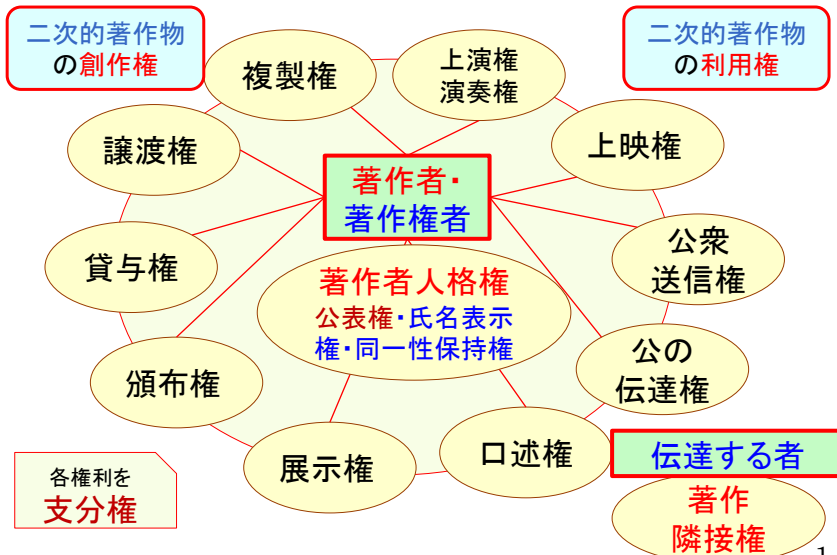 二次的著作物
の創作権
二次的著作物
の利用権
複製権
上演権
演奏権
譲渡権
上映権
著作者・
著作権者
貸与権
公衆
送信権
著作者人格権
公表権・氏名表示
権・同一性保持権
頒布権
公の
伝達権
展示権
口述権
伝達する者
各権利を
支分権
著作
隣接権